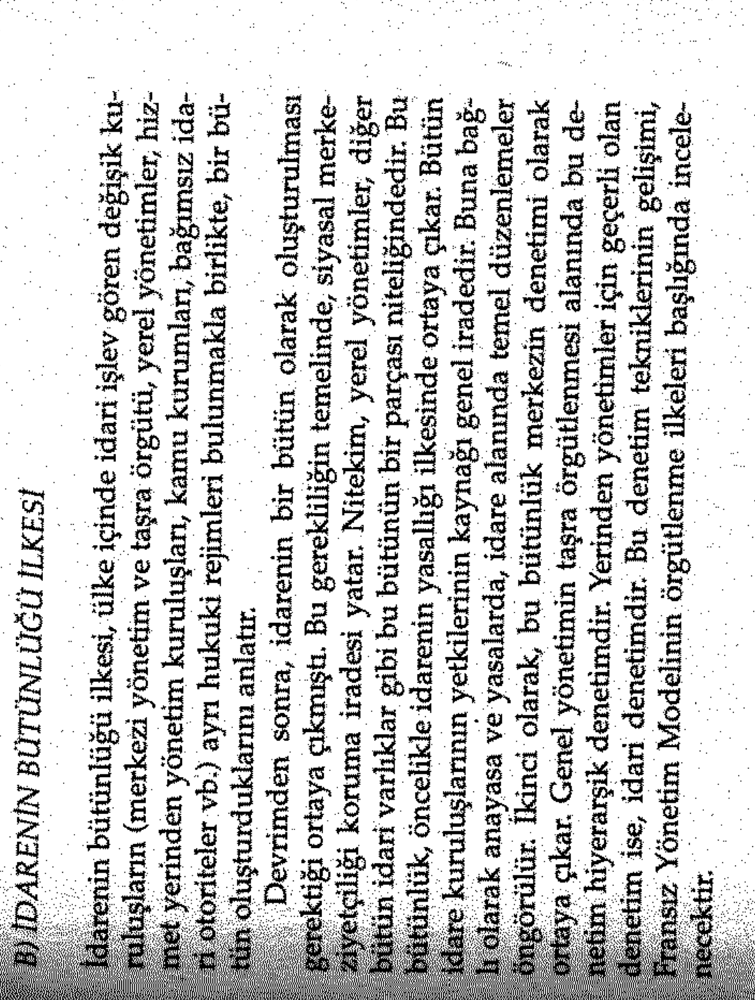 B) İDARENİN BÜTÜNLÜĞÜ İLKESİ
İdarenin bütünlüğü ilkesi, ülke içinde idari işlev gören değişik ku-
ruluşların (merkezi yönetim ve taşra örgütü, yerel yönetimler, hiz-
met yerinden yönetim kuruluşları, kamu kurumları, bağımsız ida-
ri otoriteler vb.) ayrı hukuki rejimleri bulunmakla birlikte, bir bü-
tün oluşturduklarını anlatır.
Devrimden sonra, idarenin bir bütün olarak oluşturulması
gerektiği ortaya çıkmıştı. Bu gerekliliğin temelinde, siyasal merke-
ziyetçiliği koruma iradesi yatar. Nitekim, yerel yönetimler, diğer
bütün idari varlıklar gibi bu bütünün bir parçası niteliğindedir. Bu
bütünlük, öncelikle idarenin yasallığı ilkesinde ortaya çıkar. Bütün
idare kuruluşlarının yetkilerinin kaynağı genel iradedir. Buna bağ-
lı olarak anayasa ve yasalarda, idare alanında temel düzenlemeler
öngörülür. İkinci olarak, bu bütünlük merkezin denetimi olarak
ortaya çıkar. Genel yönetimin taşra örgütlenmesi alanında bu de-
netim hiyerarşik denetimdir. Yerinden yönetimler için geçerli olan
denetim ise, idari denetimdir. Bu denetim tekniklerinin gelişimi,
Fransız Yönetim Modelinin örgütlenme ilkeleri başlığında incele-
necektir.